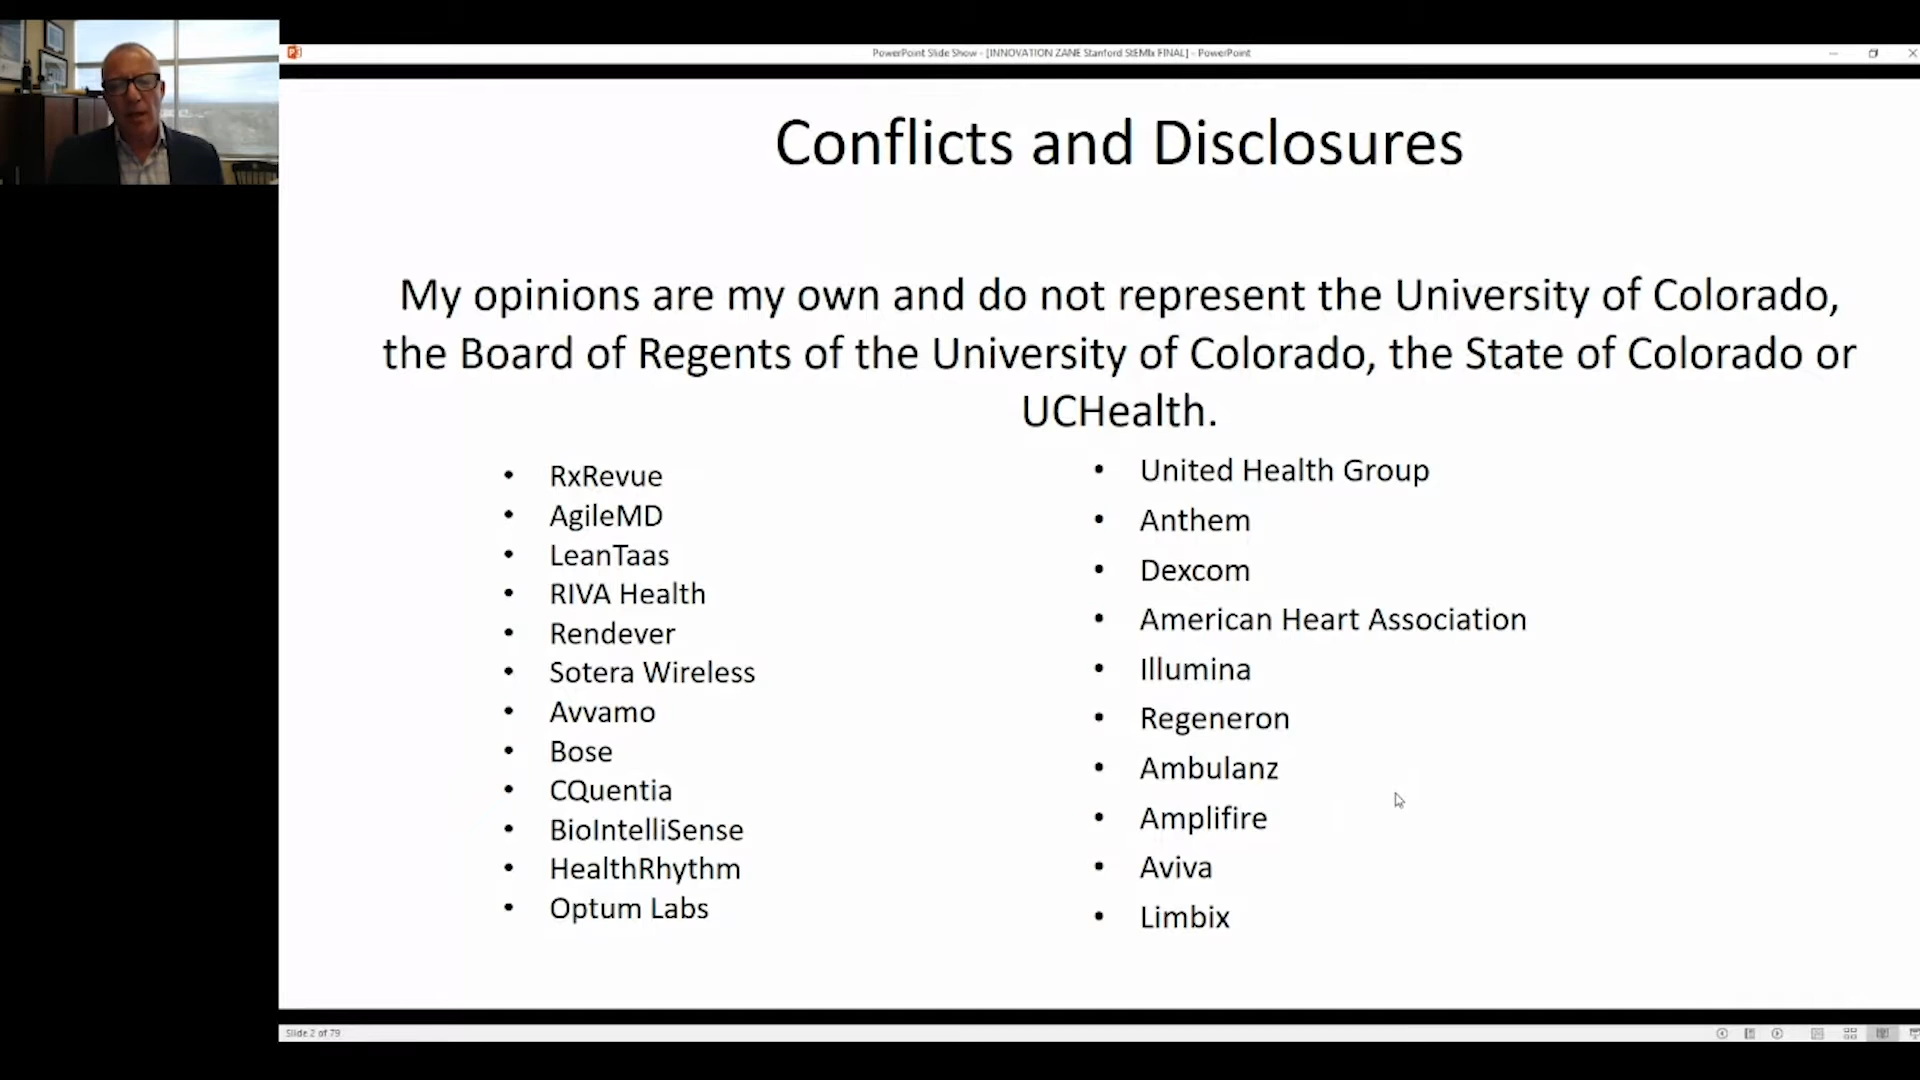 PowerPoint Slide Show - [INNOVATION ZANE Stanford StEMIx FINAL] - PowerPoint
Conflicts and Disclosures
My opinions are my own and do not represent the University of Colorado,
the Board of Regents of the University of Colorado, the State of Colorado or
UCHealth.
• RxRevue
• AgileMD
• LeanTaas
• RIVA Health
• Rendever
• Sotera Wireless
• Avvamo
• Bose
• CQuentia
• BioIntelliSense
• HealthRhythm
• Optum Labs
• United Health Group
• Anthem
• Dexcom
• American Heart Association
• Illumina
• Regeneron
• Ambulanz
• Amplifire
• Aviva
• Limbix
Slide 2 of 79